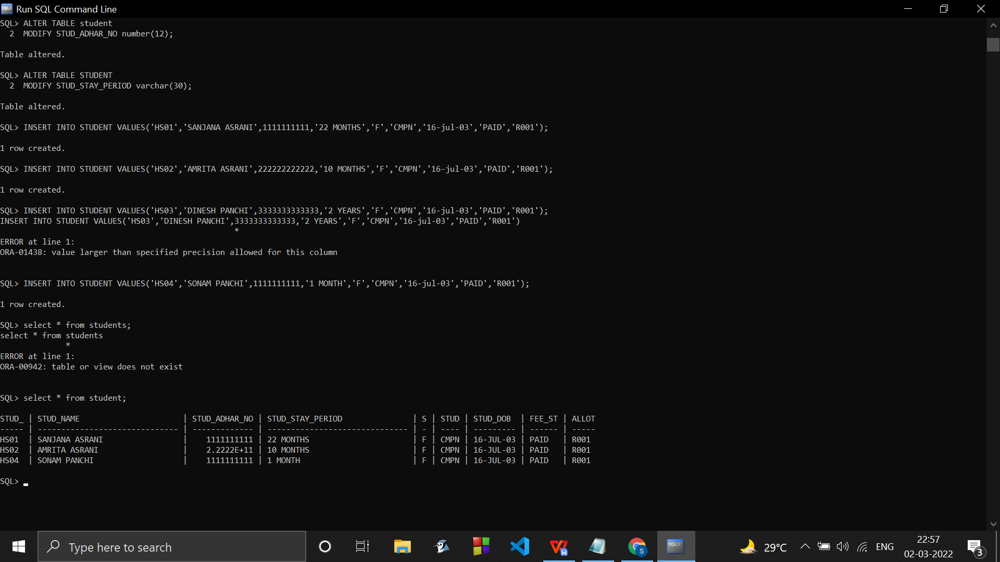 Run SQL Command Line
SQL> ALTER TABLE student
  2  MODIFY STUD_ADHAR_NO number(12);
Table altered.
SQL> ALTER TABLE STUDENT
  2  MODIFY STUD_STAY_PERIOD varchar(30);
Table altered.
SQL> INSERT INTO STUDENT VALUES('HS01','SANJANA ASRANI',1111111111,'22 MONTHS','F','CMPN','16-jul-03','PAID','R001');
1 row created.
SQL> INSERT INTO STUDENT VALUES('HS02','AMRITA ASRANI',222222222222,'10 MONTHS','F','CMPN','16-jul-03','PAID','R001');
1 row created.
SQL> INSERT INTO STUDENT VALUES('HS03','DINESH PANCHI',3333333333333,'2 YEARS','F','CMPN','16-jul-03','PAID','R001');
INSERT INTO STUDENT VALUES('HS03','DINESH PANCHI',3333333333333,'2 YEARS','F','CMPN','16-jul-03','PAID','R001')
                                                  *
ERROR at line 1:
ORA-01438: value larger than specified precision allowed for this column
SQL> INSERT INTO STUDENT VALUES('HS04','SONAM PANCHI',1111111111,'1 MONTH','F','CMPN','16-jul-03','PAID','R001');
1 row created.
SQL> select * from students;
select * from students
              *
ERROR at line 1:
ORA-00942: table or view does not exist
SQL> select * from student;
STUD_ | STUD_NAME                      | STUD_ADHAR_NO | STUD_STAY_PERIOD               | S | STUD | STUD_DOB  | FEE_ST | ALLOT
----- | ------------------------------ | ------------- | ------------------------------ | - | ---- | --------- | ------ | -----
HS01  | SANJANA ASRANI                 |    1111111111 | 22 MONTHS                      | F | CMPN | 16-JUL-03 | PAID   | R001
HS02  | AMRITA ASRANI                  |    2.2222E+11 | 10 MONTHS                      | F | CMPN | 16-JUL-03 | PAID   | R001
HS04  | SONAM PANCHI                   |    1111111111 | 1 MONTH                        | F | CMPN | 16-JUL-03 | PAID   | R001
SQL>
Type here to search
29°C
ENG
22:57
02-03-2022
3